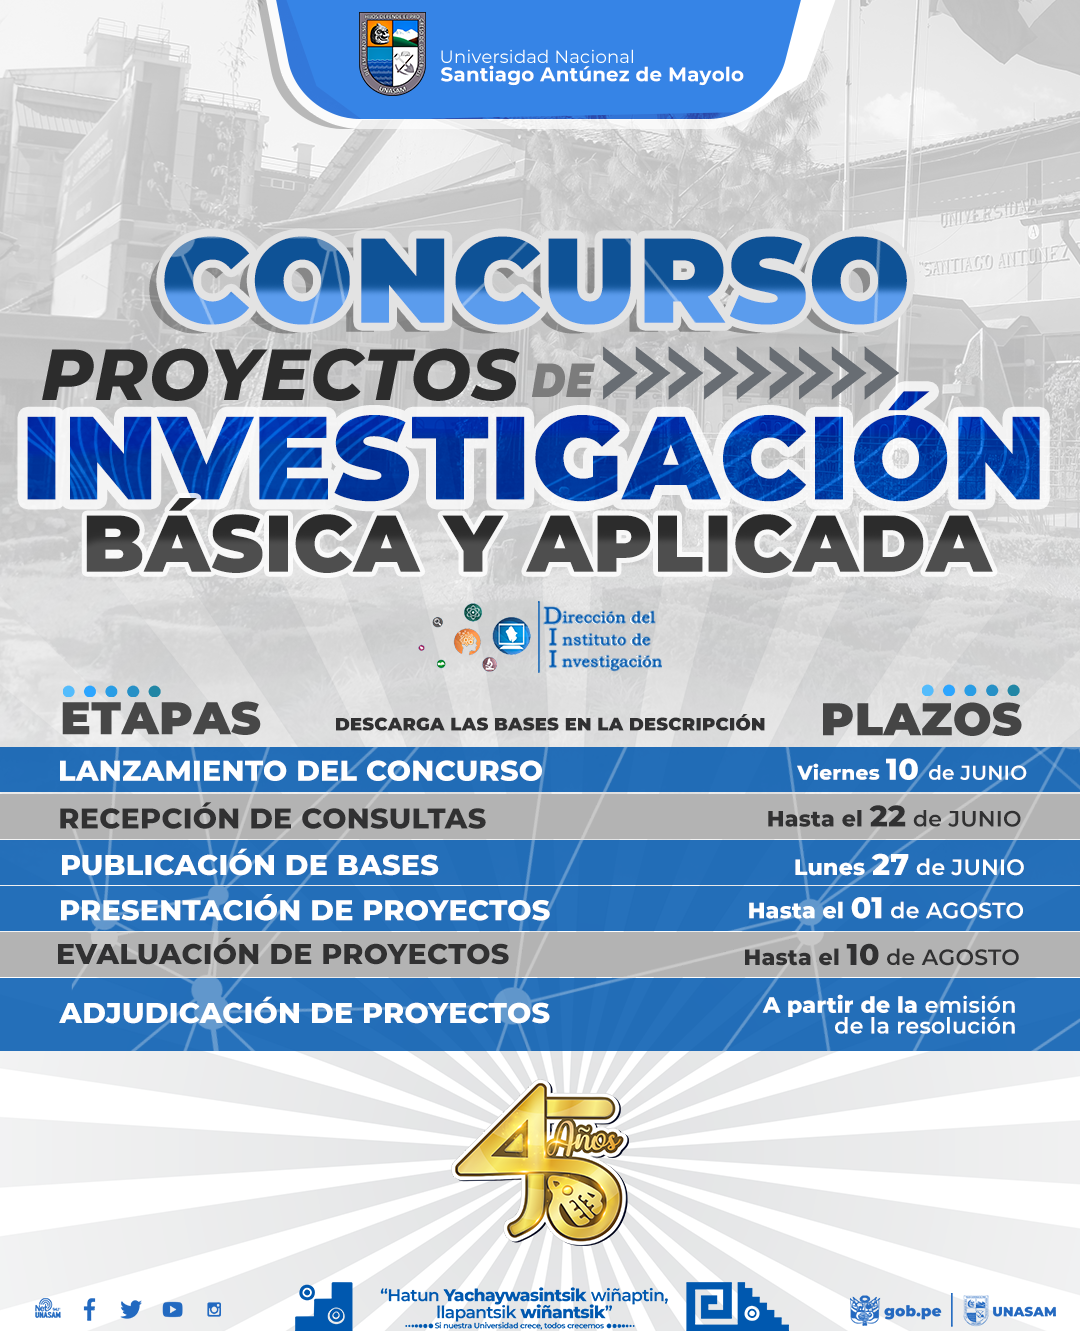 Universidad Nacional
Santiago Antúnez de Mayolo
UNASAM
UNIVERSIDAD
SANTIAGO ANTÚNEZ
CONCURSO
PROYECTOS DE
INVESTIGACIÓN
BÁSICA Y APLICADA
Dirección del
Instituto de
Investigación
ETAPAS
DESCARGA LAS BASES EN LA DESCRIPCIÓN
PLAZOS
LANZAMIENTO DEL CONCURSO
Viernes 10 de JUNIO
RECEPCIÓN DE CONSULTAS
Hasta el 22 de JUNIO
PUBLICACIÓN DE BASES
Lunes 27 de JUNIO
PRESENTACIÓN DE PROYECTOS
Hasta el 01 de AGOSTO
EVALUACIÓN DE PROYECTOS
Hasta el 10 de AGOSTO
ADJUDICACIÓN DE PROYECTOS
A partir de la emisión
de la resolución
45 Años
UNASAM
"Hatun Yachaywasintsik wiñaptin,
llapantsik wiñantsik"
Si nuestra Universidad crece, todos crecemos
gob.pe
UNASAM